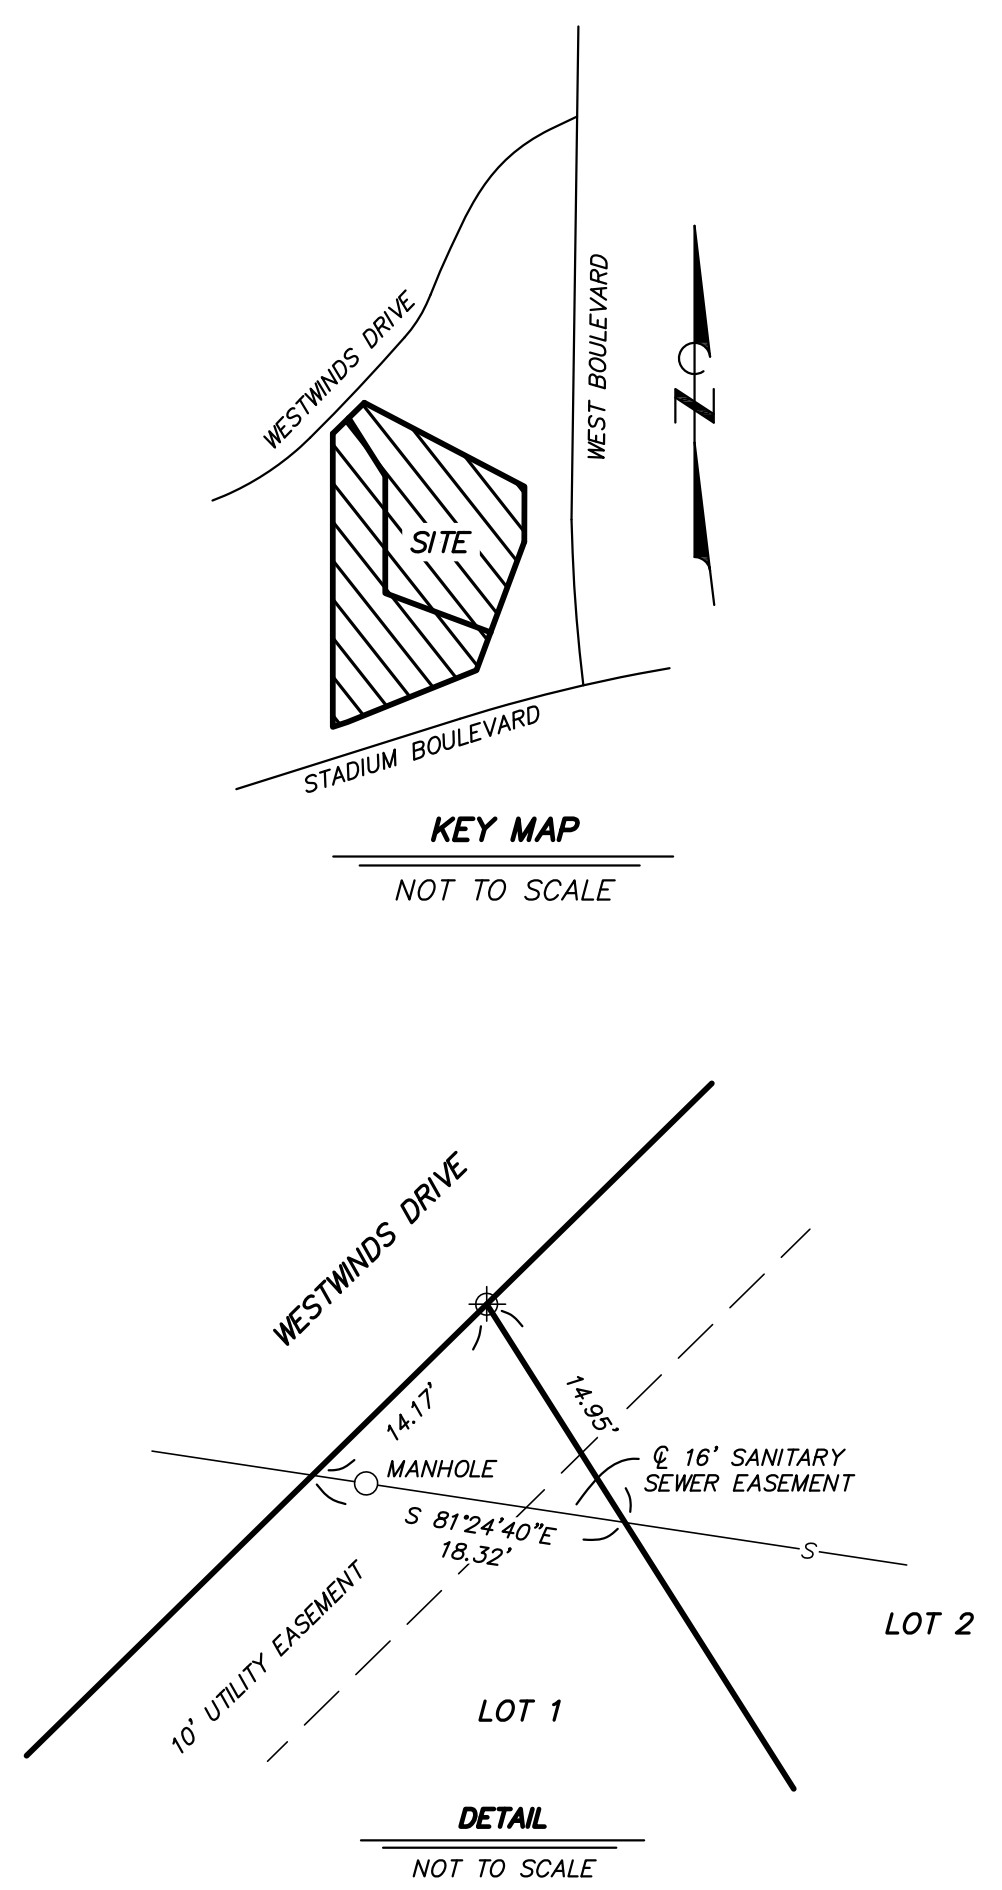 WEST BOULEVARD
WESTWINDS DRIVE
N
SITE
STADIUM BOULEVARD
KEY MAP
NOT TO SCALE
WESTWINDS DRIVE
14.17'
14.95'
MANHOLE
℄ 16' SANITARY
SEWER EASEMENT
S 81°24'40"E
18.32'
S
10' UTILITY EASEMENT
LOT 2
LOT 1
DETAIL
NOT TO SCALE